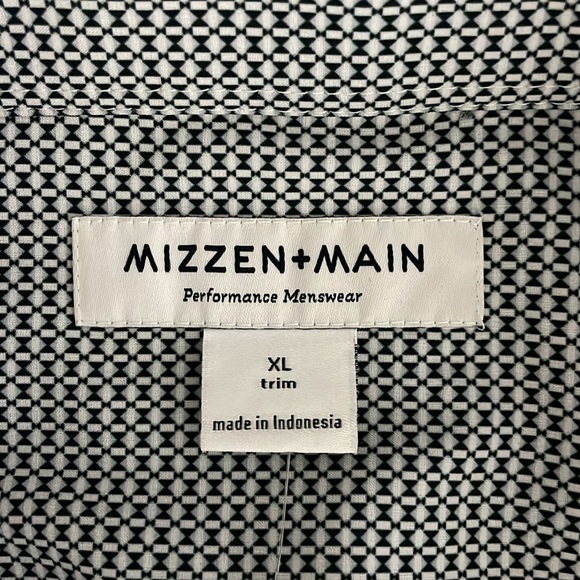 MIZZEN+MAIN
Performance Menswear
XL
trim
made in Indonesia